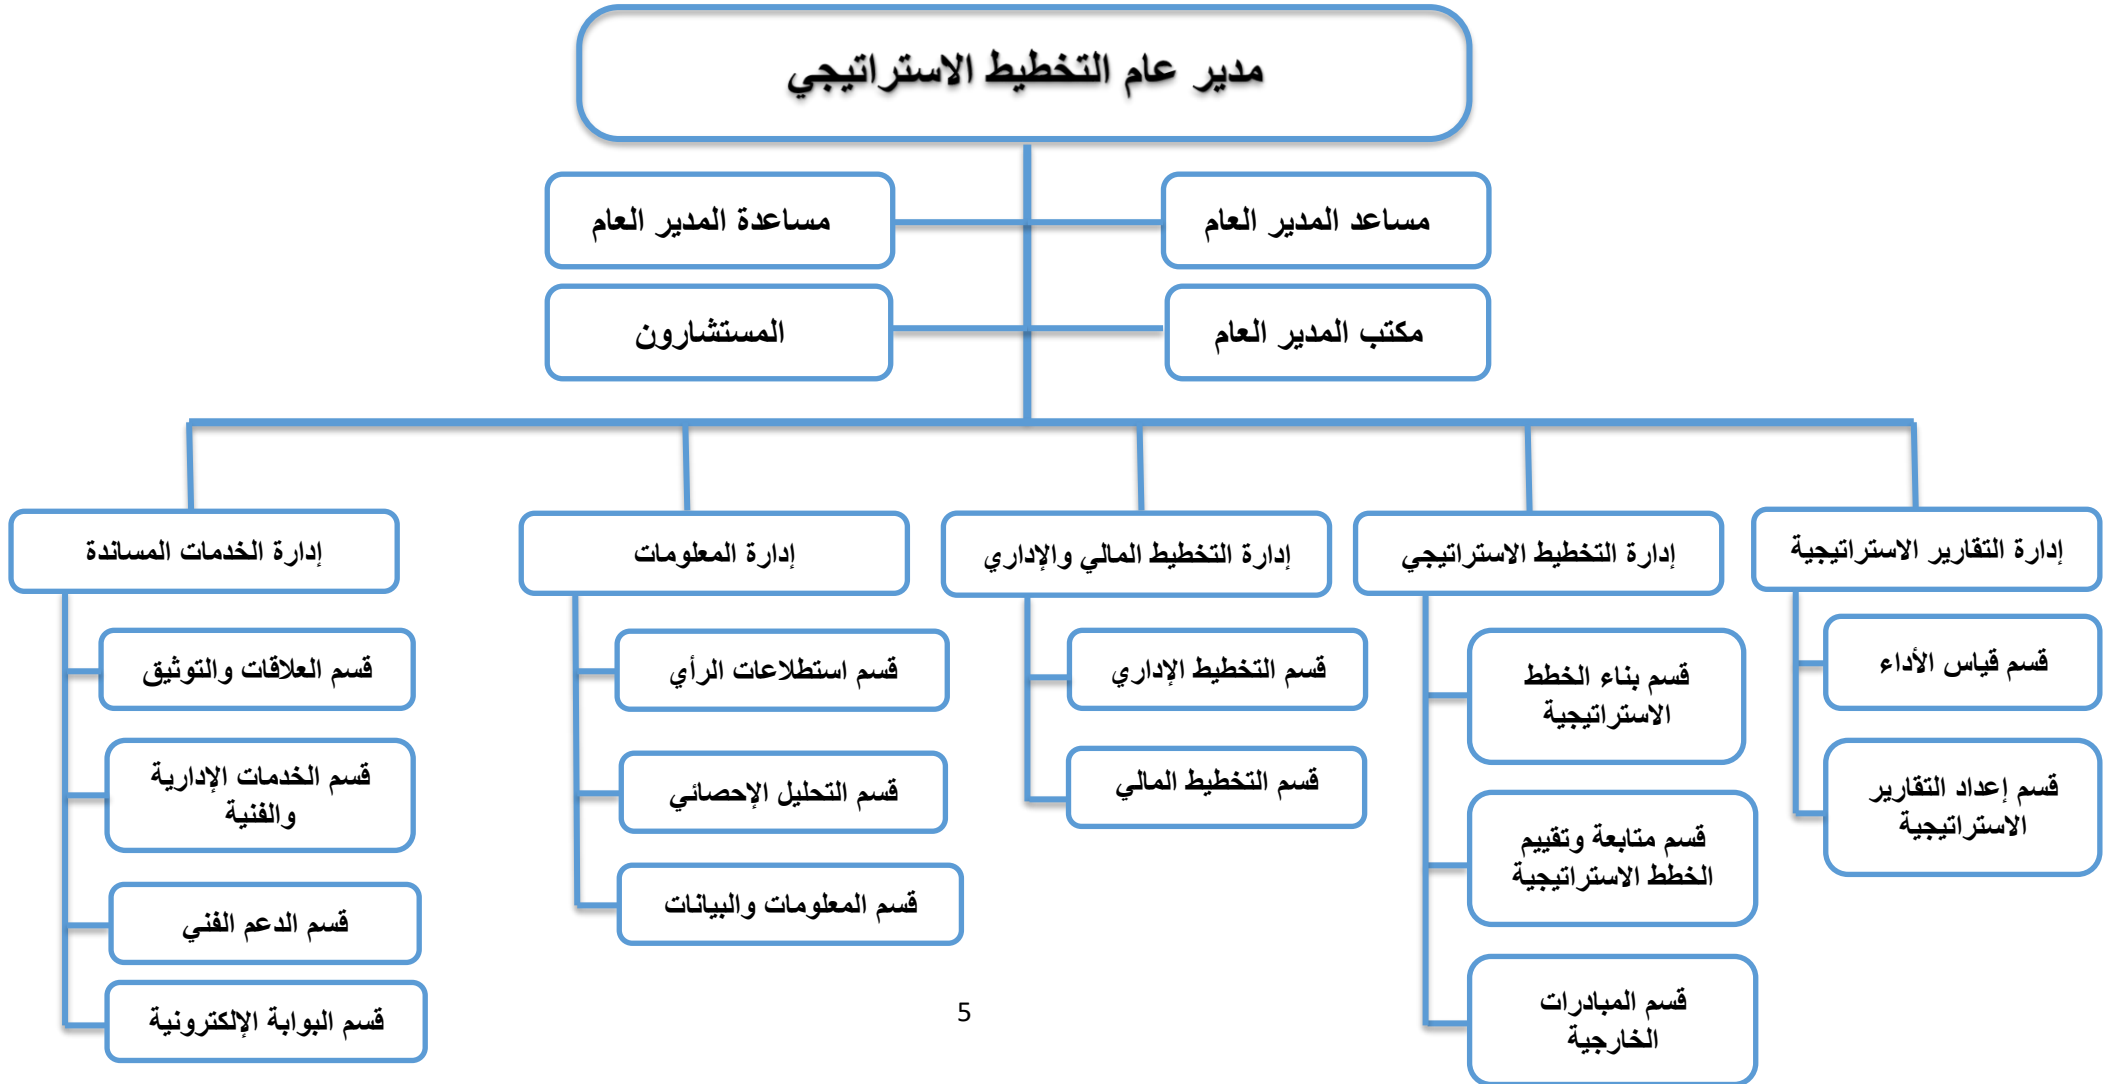 مدير عام التخطيط الاستراتيجي
مساعد المدير العام
مساعدة المدير العام
مكتب المدير العام
المستشارون
إدارة التقارير الاستراتيجية
قسم قياس الأداء
قسم إعداد التقارير
الاستراتيجية
إدارة التخطيط الاستراتيجي
قسم بناء الخطط
الاستراتيجية
قسم متابعة وتقييم
الخطط الاستراتيجية
قسم المبادرات
الخارجية
إدارة التخطيط المالي والإداري
قسم التخطيط الإداري
قسم التخطيط المالي
إدارة المعلومات
قسم استطلاعات الرأي
قسم التحليل الإحصائي
قسم المعلومات والبيانات
إدارة الخدمات المساندة
قسم العلاقات والتوثيق
قسم الخدمات الإدارية
والفنية
قسم الدعم الفني
قسم البوابة الإلكترونية
5